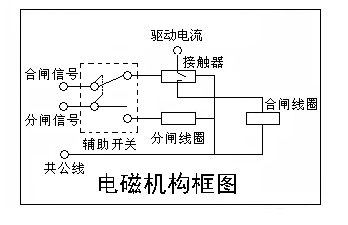 驱动电流
接触器
合闸信号
合闸线圈
分闸信号
辅助开关
分闸线圈
共公线
电磁机构框图